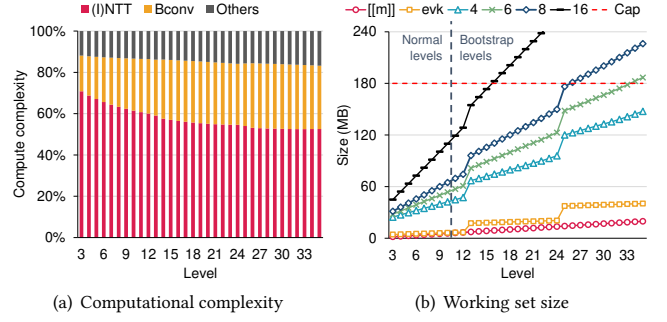 (I)NTT Bconv Others
Compute complexity
100%
80%
60%
40%
20%
0%
3 6 9 12 15 18 21 24 27 30 33
Level
(a) Computational complexity
[[m]] evk 4 6 8 16 Cap
Size (MB)
240
180
120
60
0
Normal levels
Bootstrap levels
3 6 9 12 15 18 21 24 27 30 33
Level
(b) Working set size